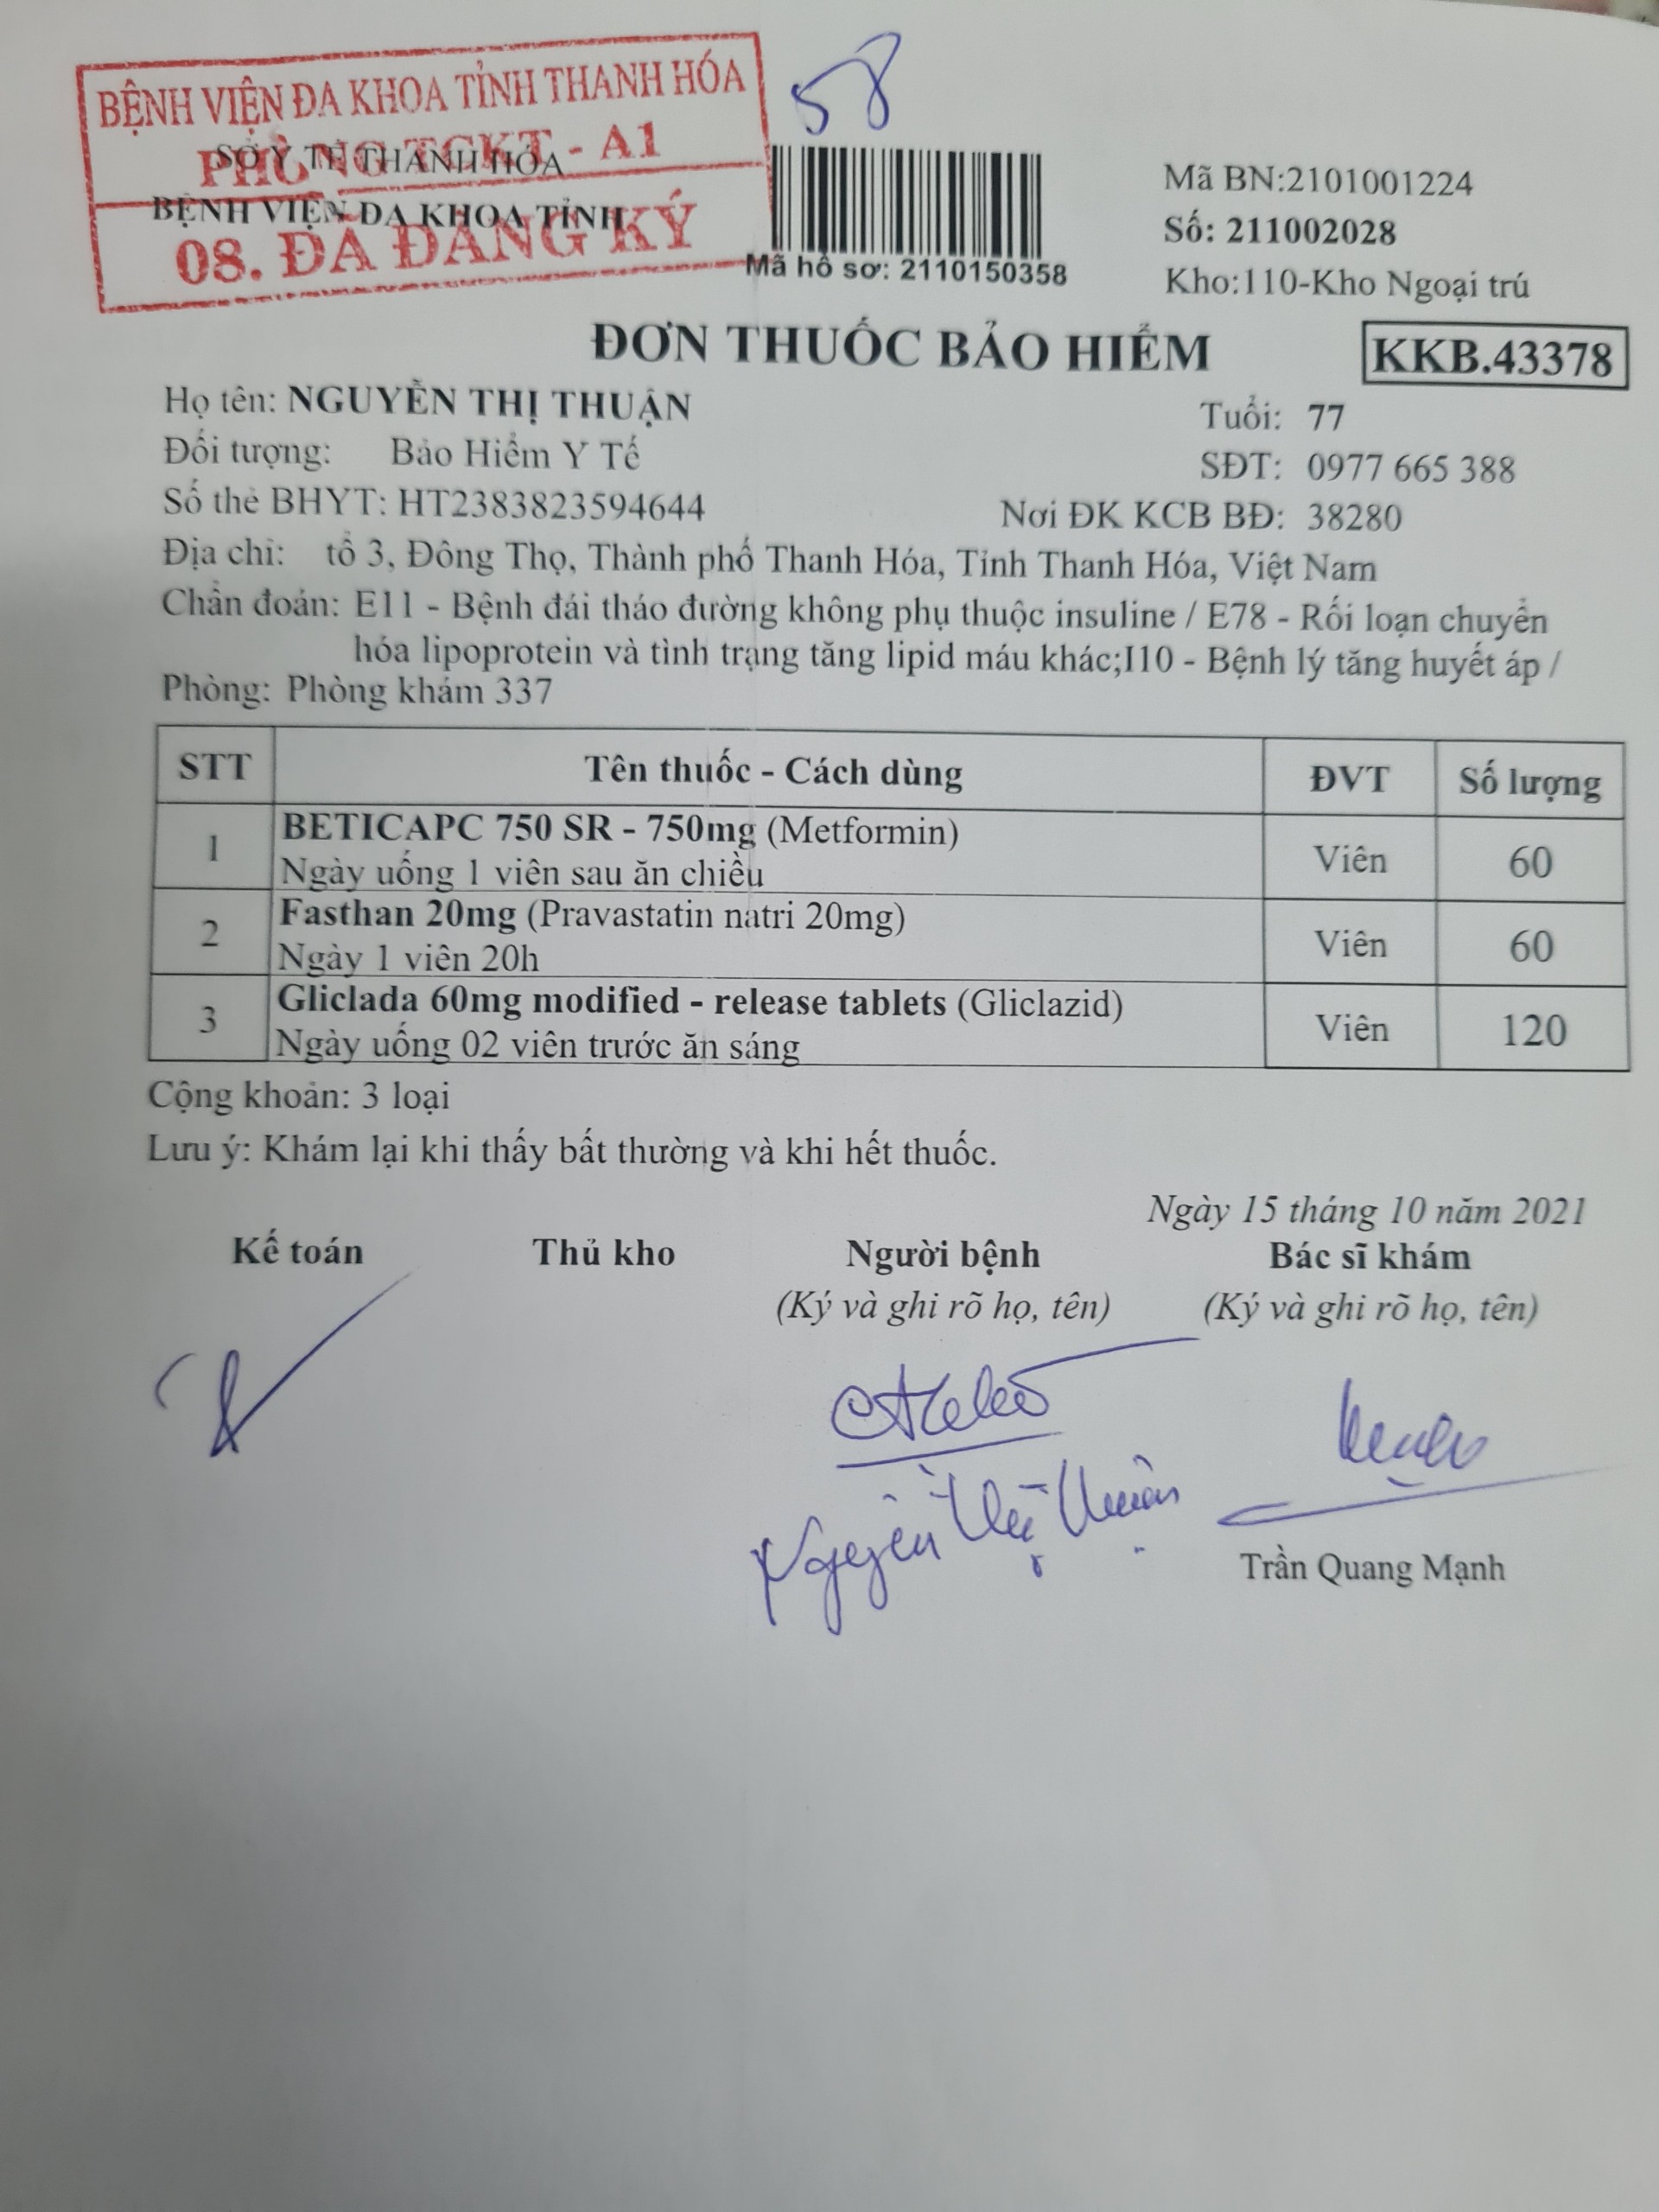 BỆNH VIỆN ĐA KHOA TỈNH THANH HÓA
PHÒNG TCKT - A1
08. ĐA ĐĂNG KÝ
SỞ Y TẾ THANH HÓA
BỆNH VIỆN ĐA KHOA TỈNH
58
Mã hồ sơ: 2110150358
Mã BN:2101001224
Số: 211002028
Kho:110-Kho Ngoại trú
ĐƠN THUỐC BẢO HIỂM
KKB.43378
Họ tên: NGUYỄN THỊ THUẬN
Tuổi: 77
Đối tượng: Bảo Hiểm Y Tế
SĐT: 0977 665 388
Số thẻ BHYT: HT2383823594644
Nơi ĐK KCB BĐ: 38280
Địa chỉ: tổ 3, Đông Thọ, Thành phố Thanh Hóa, Tỉnh Thanh Hóa, Việt Nam
Chẩn đoán: E11 - Bệnh đái tháo đường không phụ thuộc insuline / E78 - Rối loạn chuyển
hóa lipoprotein và tình trạng tăng lipid máu khác;I10 - Bệnh lý tăng huyết áp /
Phòng: Phòng khám 337
STT Tên thuốc - Cách dùng ĐVT Số lượng
1 BETICAPC 750 SR - 750mg (Metformin) Viên 60
Ngày uống 1 viên sau ăn chiều
2 Fasthan 20mg (Pravastatin natri 20mg) Viên 60
Ngày 1 viên 20h
3 Gliclada 60mg modified - release tablets (Gliclazid) Viên 120
Ngày uống 02 viên trước ăn sáng
Cộng khoản: 3 loại
Lưu ý: Khám lại khi thấy bất thường và khi hết thuốc.
Ngày 15 tháng 10 năm 2021
Kế toán Thủ kho Người bệnh Bác sĩ khám
(Ký và ghi rõ họ, tên) (Ký và ghi rõ họ, tên)
Nguyễn Thị Thuận
Trần Quang Mạnh